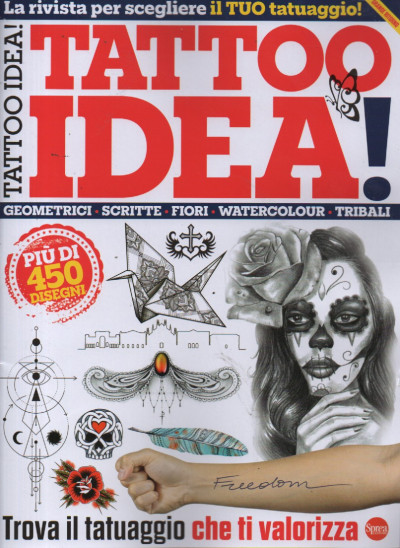 La rivista per scegliere il TUO tatuaggio!
TATTOO IDEA!
TATTOO
IDEA!
GEOMETRICI • SCRITTE • FIORI • WATERCOLOUR • TRIBALI
PIÙ DI
450
DISEGNI
Freedom
Trova il tatuaggio che ti valorizza
Sprea